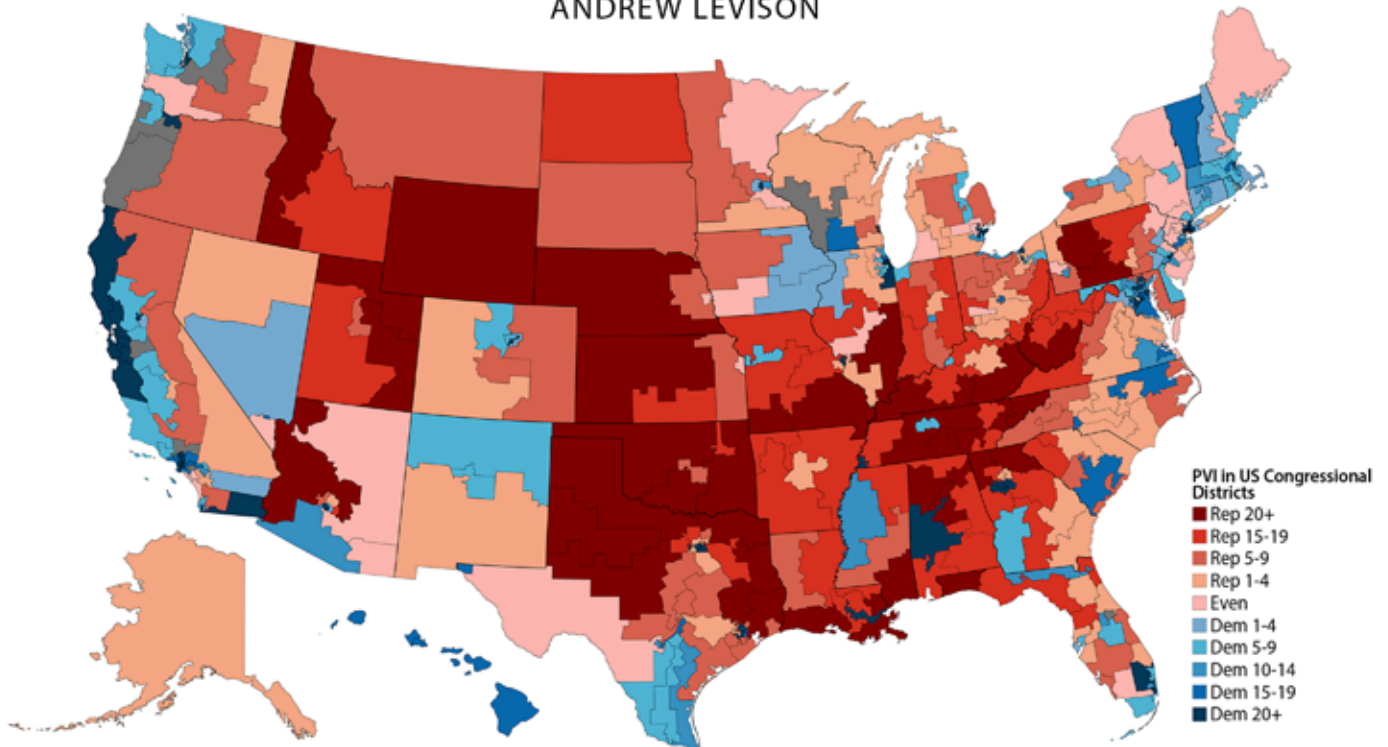 ANDREW LEVISON
PVI in US Congressional
Districts
Rep 20+
Rep 15-19
Rep 5-9
Rep 1-4
Even
Dem 1-4
Dem 5-9
Dem 10-14
Dem 15-19
Dem 20+